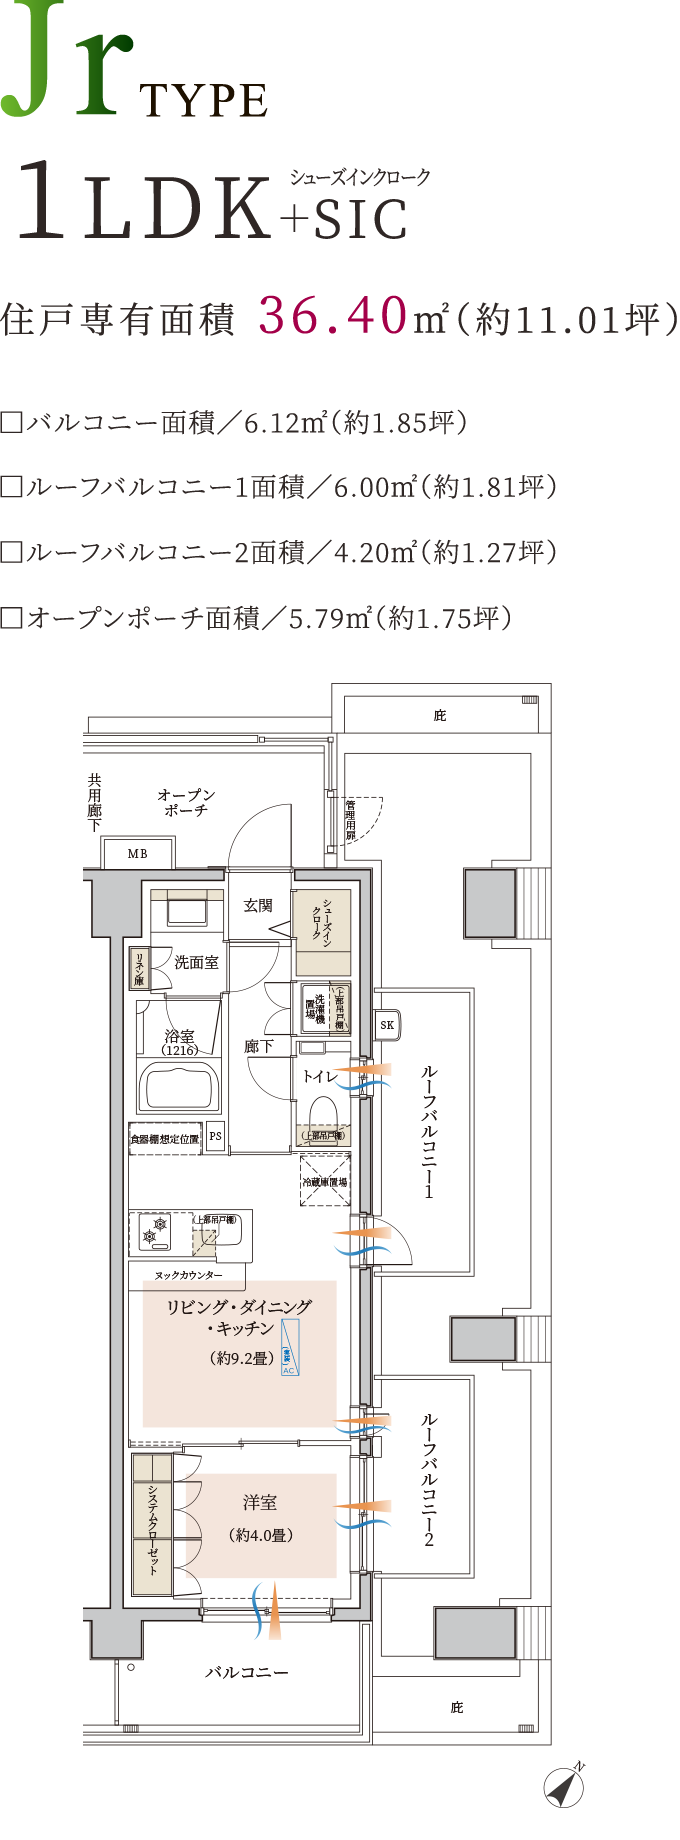 Jr TYPE
シューズインクローク
1LDK+SIC
住戸専有面積 36.40㎡(約11.01坪)
□バルコニー面積／6.12㎡(約1.85坪)
□ルーフバルコニー1面積／6.00㎡(約1.81坪)
□ルーフバルコニー2面積／4.20㎡(約1.27坪)
□オープンポーチ面積／5.79㎡(約1.75坪)
庇
共用廊下
オープン
ポーチ
管理用扉
MB
玄関
シューズイン
クローク
リネン庫
洗面室
洗濯機
置場
(上部吊戸棚)
SK
浴室
(1216)
廊下
トイレ
ルーフバルコニー1
食器棚想定位置
PS
(上部吊戸棚)
冷蔵庫置場
(上部吊戸棚)
ヌックカウンター
リビング・ダイニング
・キッチン
(約9.2畳)
AC
ルーフバルコニー2
システムクローゼット
洋室
(約4.0畳)
バルコニー
庇
N